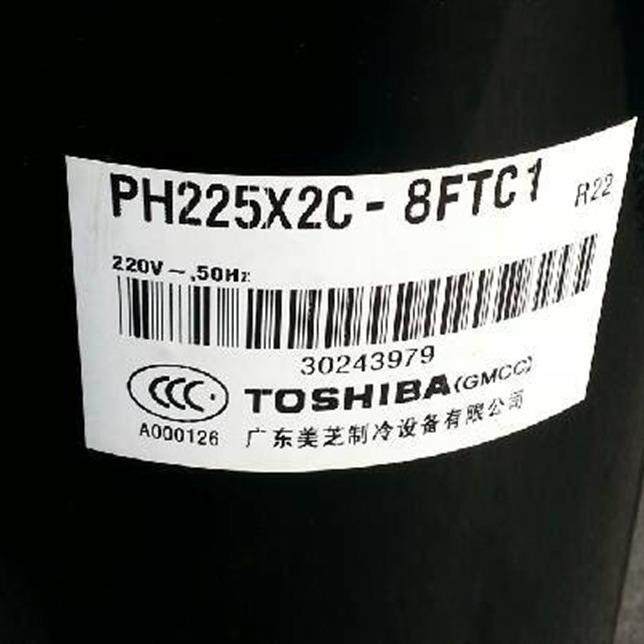 PH225X2C-8FTC1 R22
220V～,50Hz
30243979
CCC TOSHIBA(GMCC)
A000126 广东美芝制冷设备有限公司